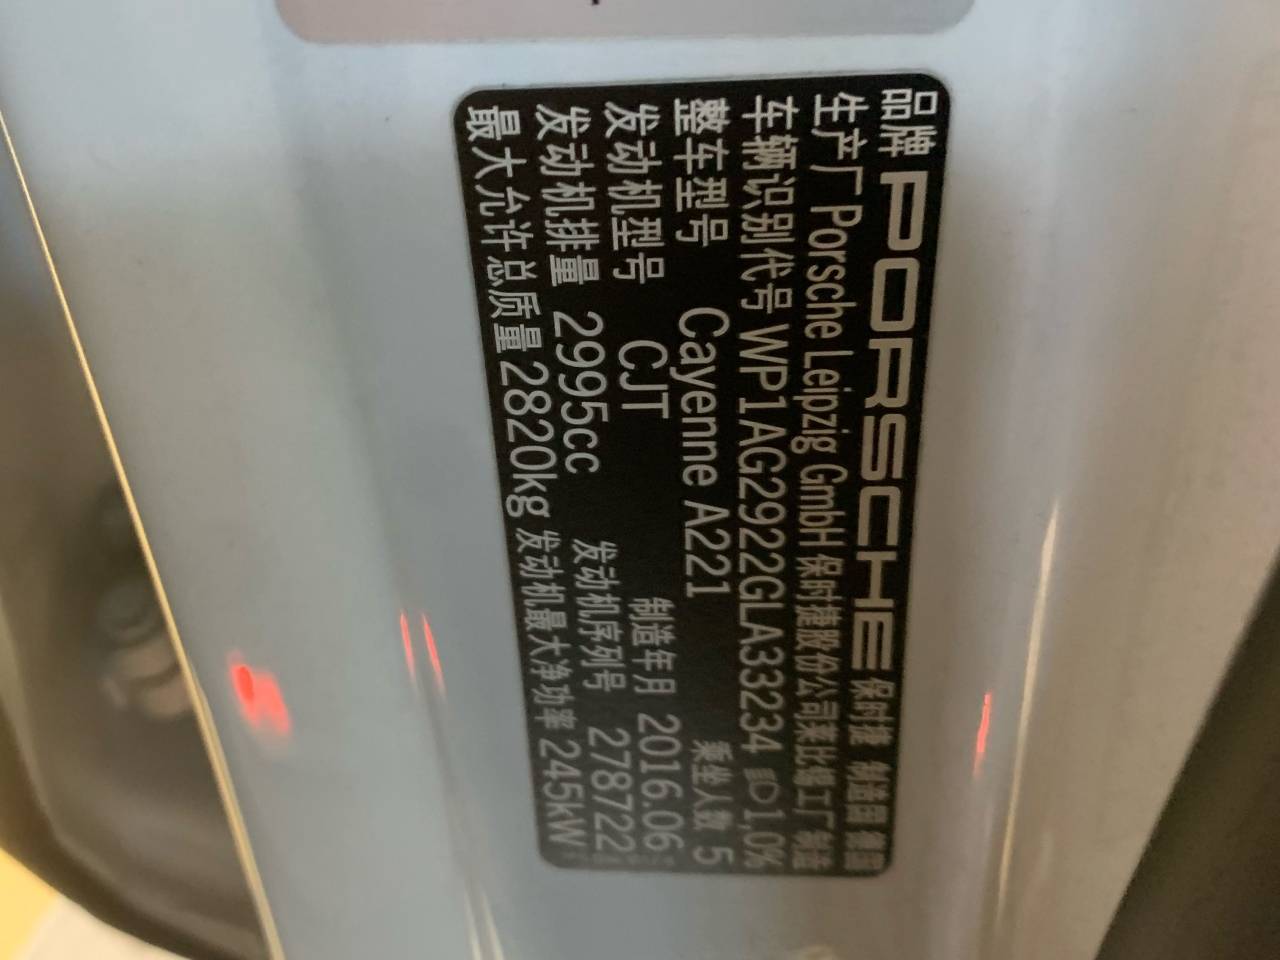 品牌 PORSCHE 保时捷 制造国 德国
生产厂 Porsche Leipzig GmbH 保时捷股份公司莱比锡工厂 制造
车辆识别代号 WP1AG2922GLA33234 1,0%
整车型号 Cayenne A221 乘坐人数 5
发动机型号 CJT 制造年月 2016.06
发动机排量 2995cc 发动机序列号 278722
最大允许总质量 2820kg 发动机最大净功率 245kW